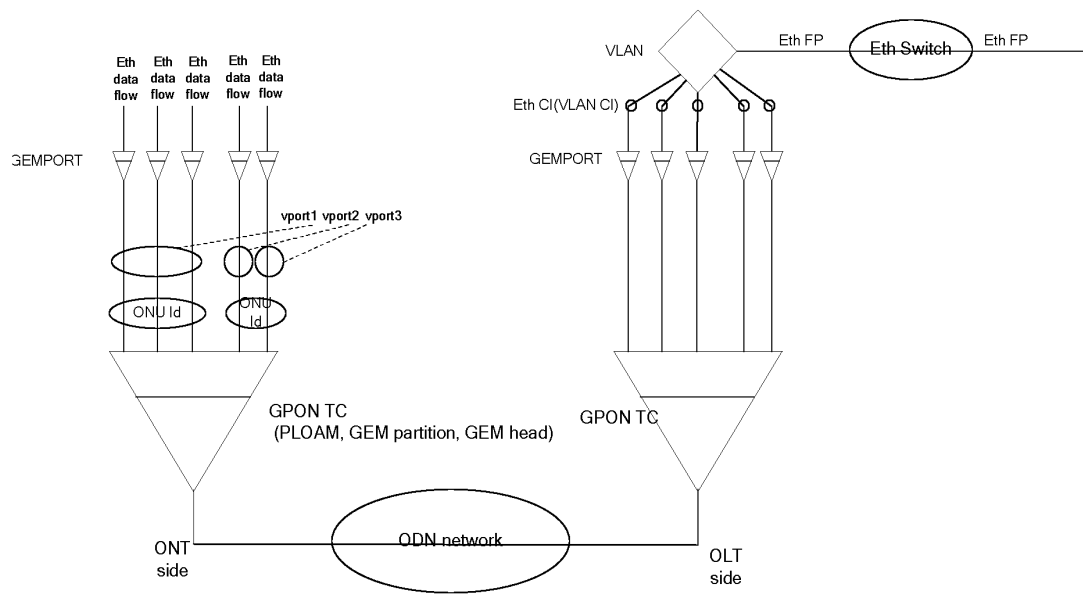 VLAN
Eth FP
Eth Switch
Eth FP
Eth data flow
Eth data flow
Eth data flow
Eth data flow
Eth data flow
Eth CI(VLAN CI)
GEMPORT
GEMPORT
vport1 vport2 vport3
ONU Id
ONU Id
GPON TC
(PLOAM, GEM partition, GEM head)
GPON TC
ODN network
ONT
side
OLT
side